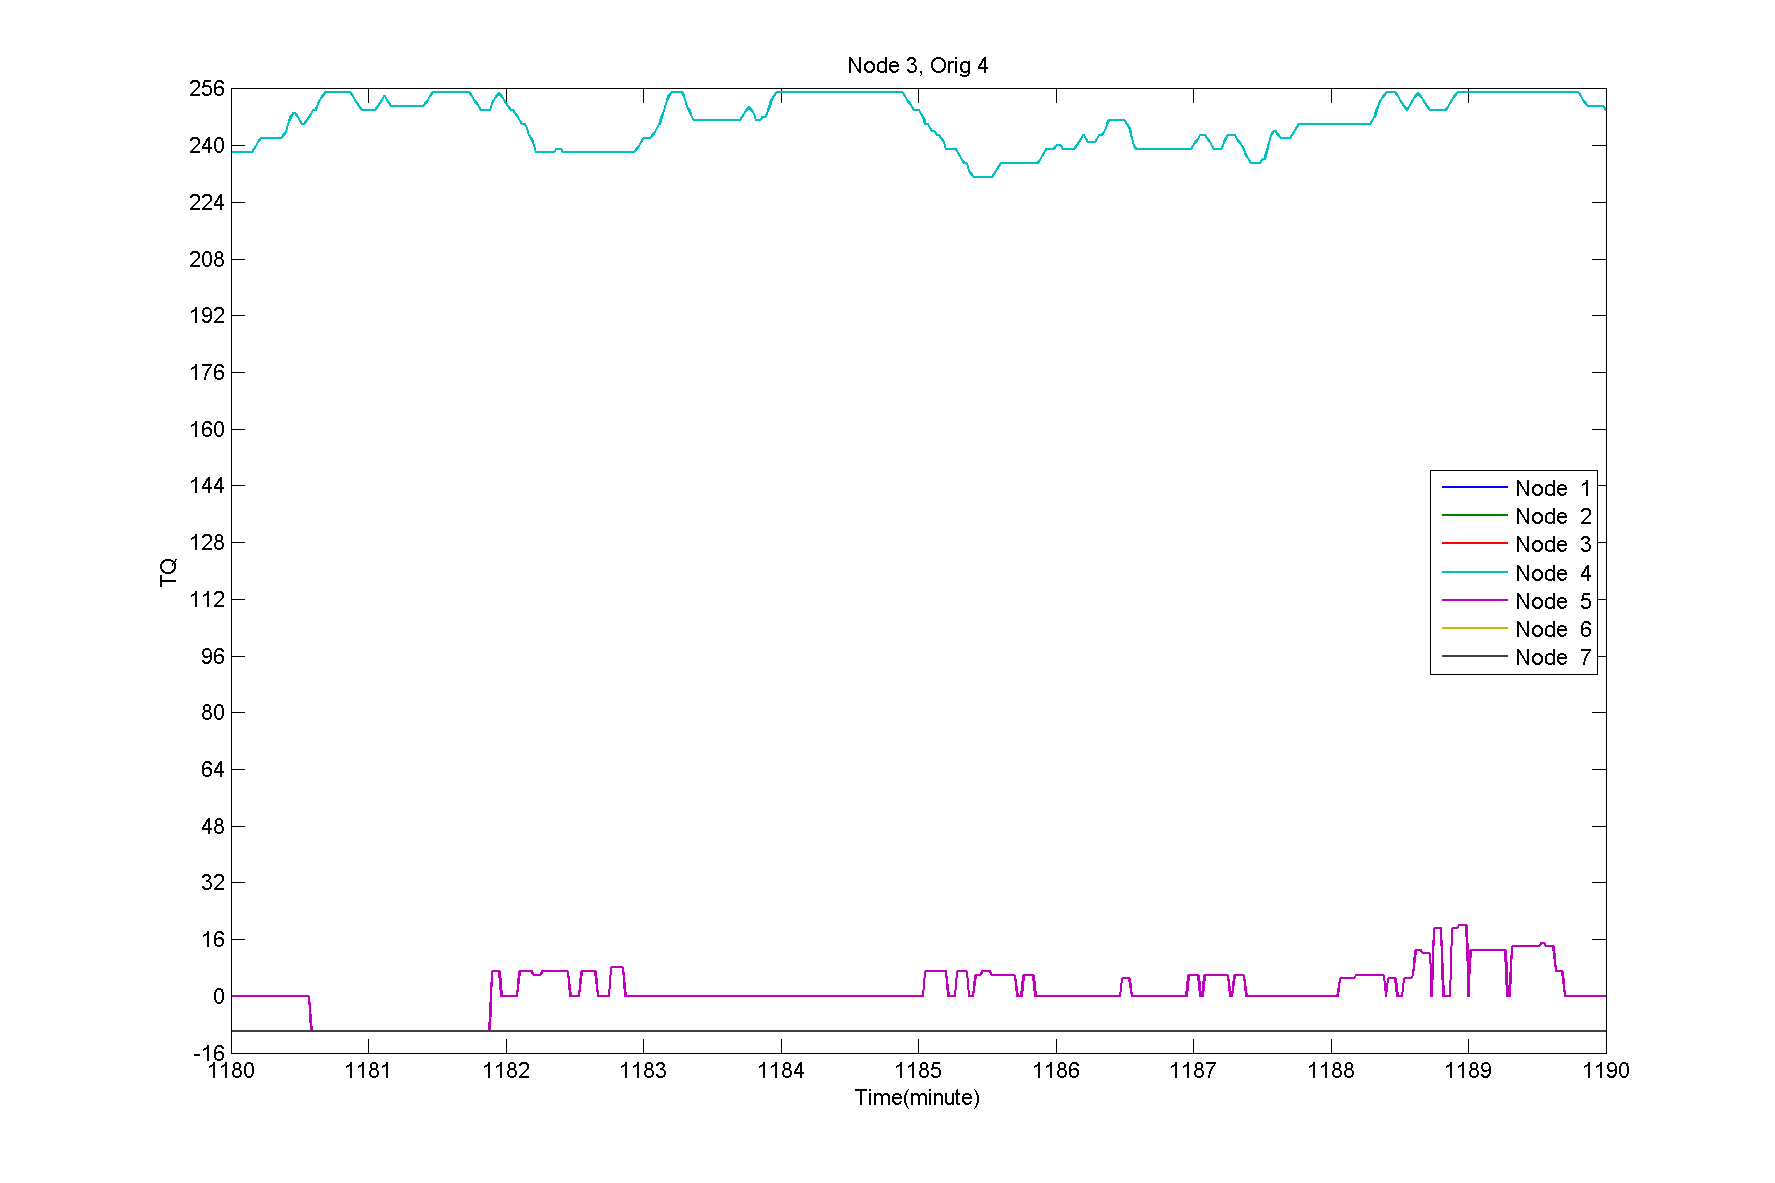 Node 3, Orig 4
256
240
224
208
192
176
160
144
128
112
96
80
64
48
32
16
0
-16
TQ
Node 1
Node 2
Node 3
Node 4
Node 5
Node 6
Node 7
1180 1181 1182 1183 1184 1185 1186 1187 1188 1189 1190
Time(minute)